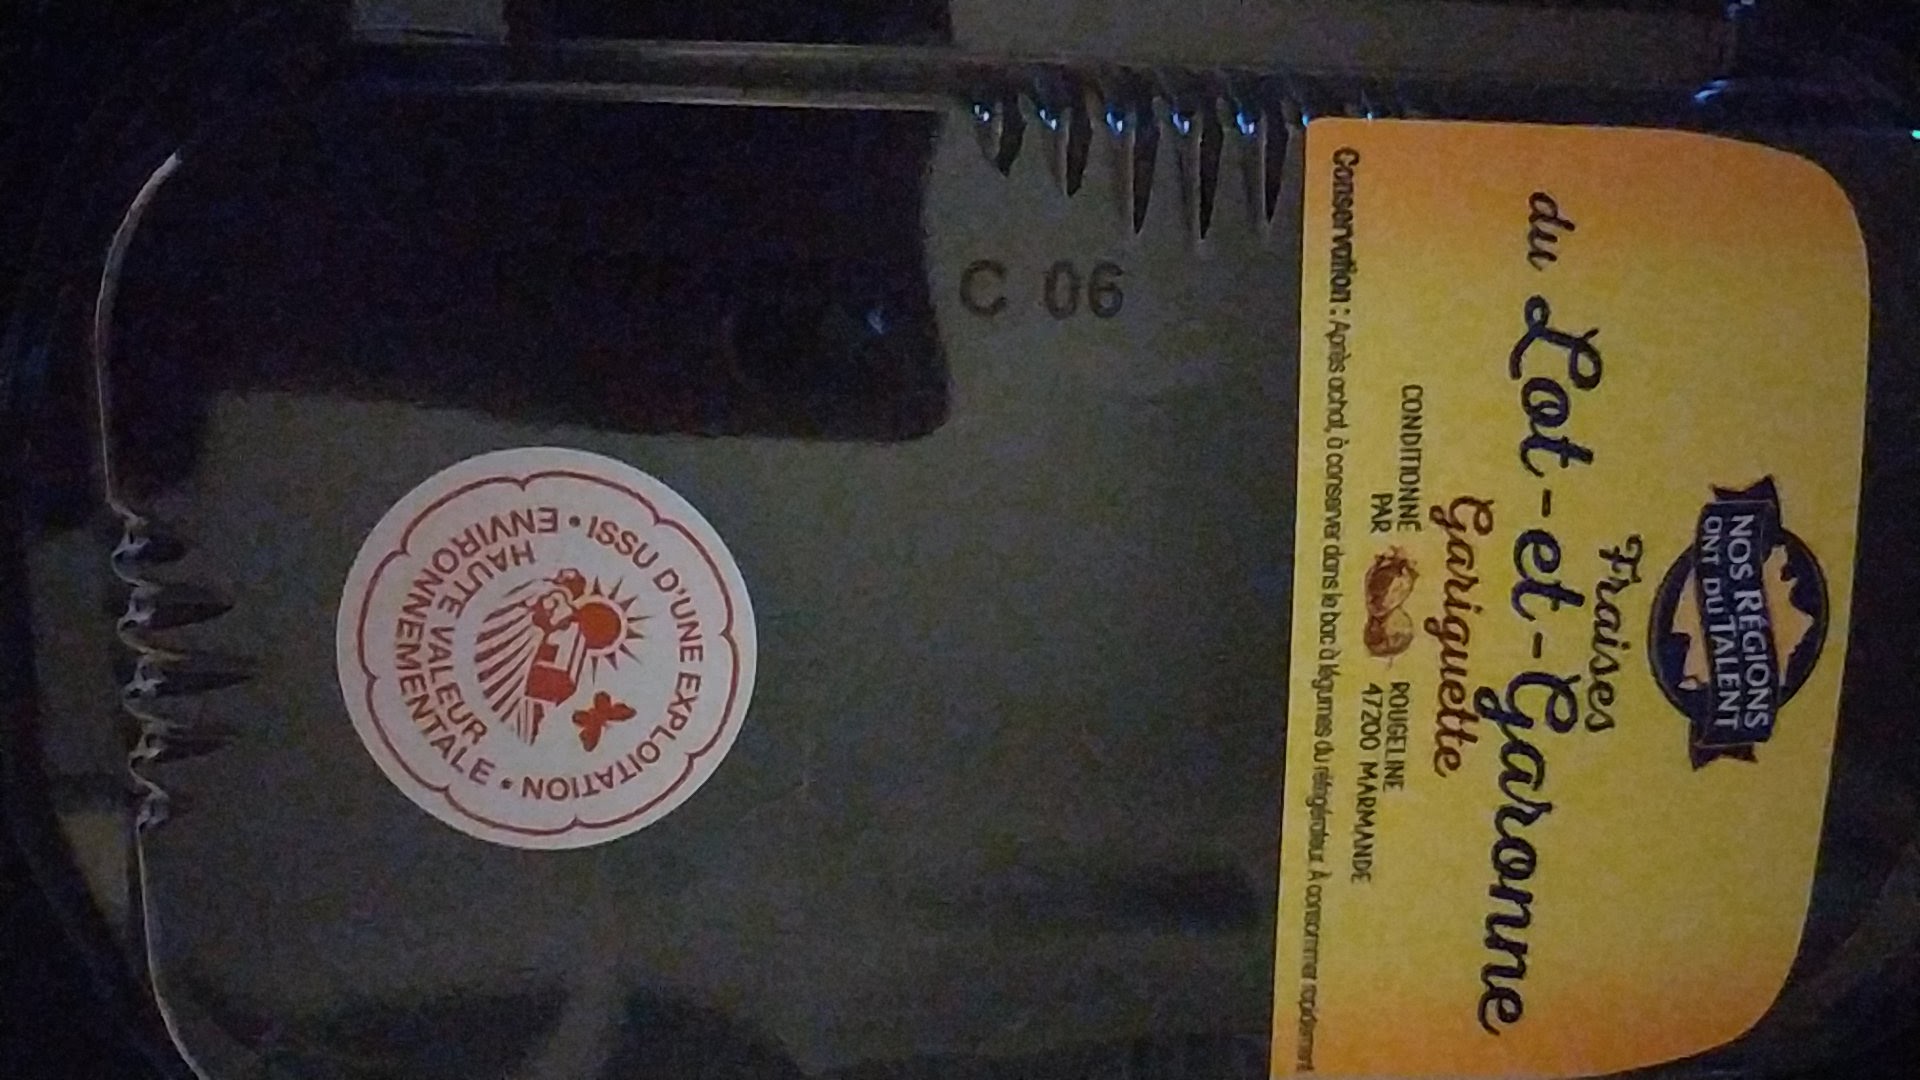 NOS RÉGIONS
ONT DU TALENT
Fraises
du Lot-et-Garonne
Gariguette
CONDITIONNÉ
PAR
ROUGELINE
47200 MARMANDE
Conservation : Après achat, à conserver dans le bac à légumes du réfrigérateur. À consommer rapidement
C 06
• ISSU D'UNE EXPLOITATION •
HAUTE VALEUR
ENVIRONNEMENTALE